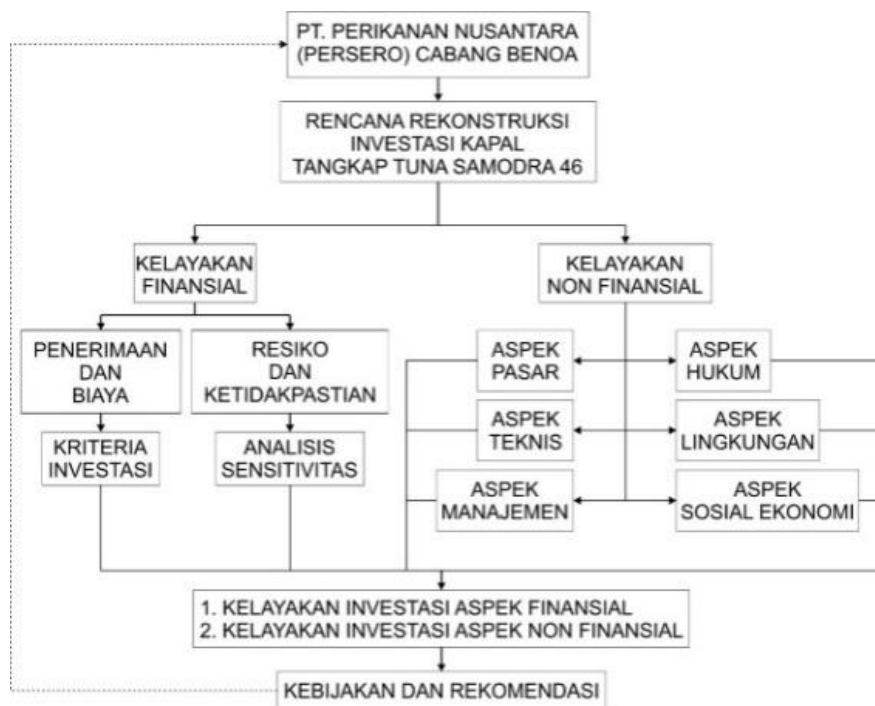 PT. PERIKANAN NUSANTARA
(PERSERO) CABANG BENOA
RENCANA REKONSTRUKSI
INVESTASI KAPAL
TANGKAP TUNA SAMODRA 46
KELAYAKAN
FINANSIAL
KELAYAKAN
NON FINANSIAL
PENERIMAAN
DAN
BIAYA
RESIKO
DAN
KETIDAKPASTIAN
ASPEK
PASAR
ASPEK
HUKUM
KRITERIA
INVESTASI
ANALISIS
SENSITIVITAS
ASPEK
TEKNIS
ASPEK
LINGKUNGAN
ASPEK
MANAJEMEN
ASPEK
SOSIAL EKONOMI
1. KELAYAKAN INVESTASI ASPEK FINANSIAL
2. KELAYAKAN INVESTASI ASPEK NON FINANSIAL
KEBIJAKAN DAN REKOMENDASI